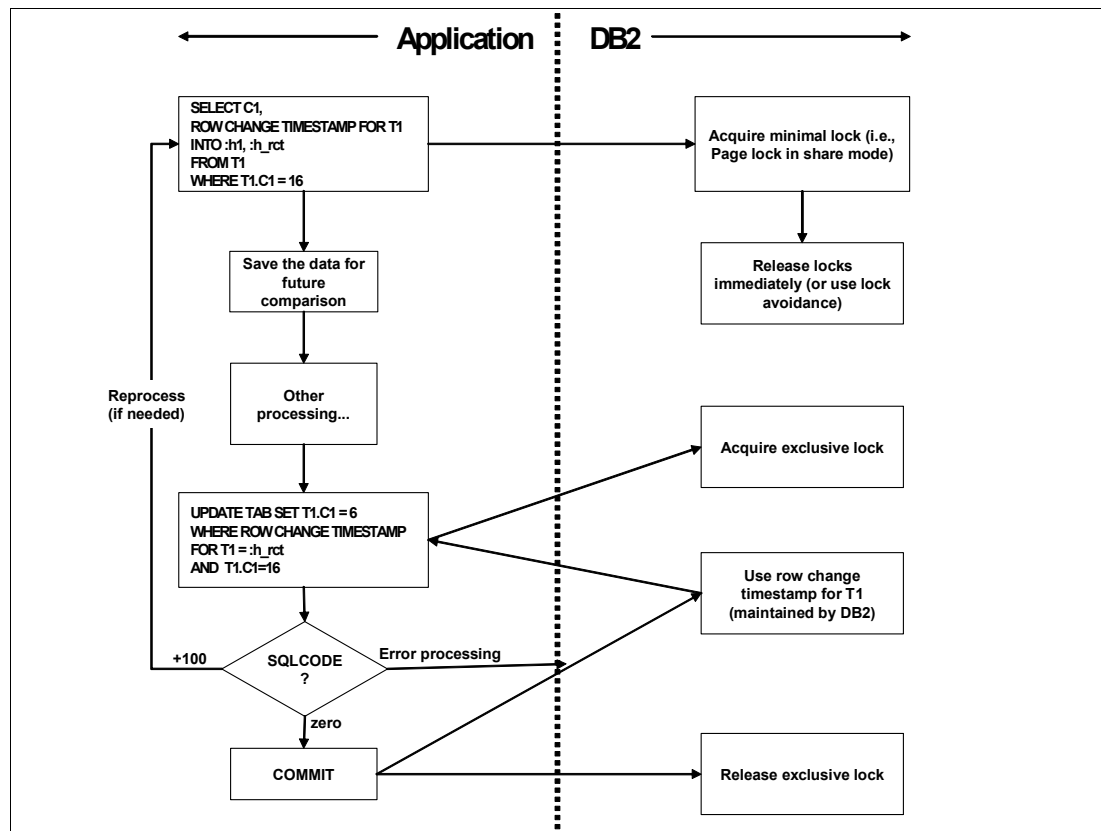 Application
DB2
SELECT C1,
ROW CHANGE TIMESTAMP FOR T1
INTO :h1, :h_rct
FROM T1
WHERE T1.C1 = 16
Acquire minimal lock (i.e.,
Page lock in share mode)
Save the data for
future
comparison
Release locks
immediately (or use lock
avoidance)
Reprocess
(if needed)
Other
processing...
Acquire exclusive lock
UPDATE TAB SET T1.C1 = 6
WHERE ROW CHANGE TIMESTAMP
FOR T1 = :h_rct
AND T1.C1=16
Use row change
timestamp for T1
(maintained by DB2)
+100
SQLCODE
?
Error processing
zero
COMMIT
Release exclusive lock